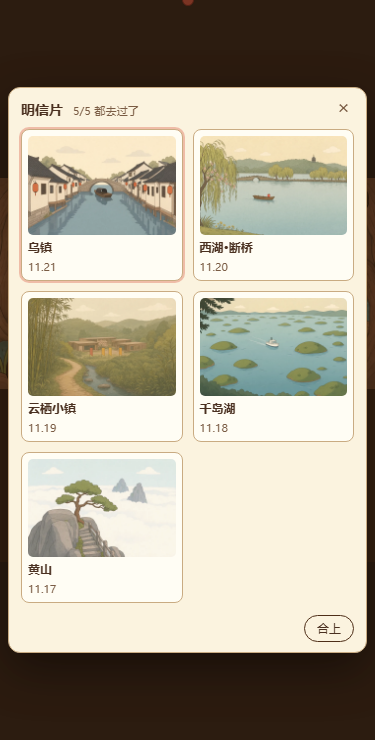 明信片 5/5 都去过了 ×
乌镇
11.21
西湖•断桥
11.20
云栖小镇
11.19
千岛湖
11.18
黄山
11.17
合上